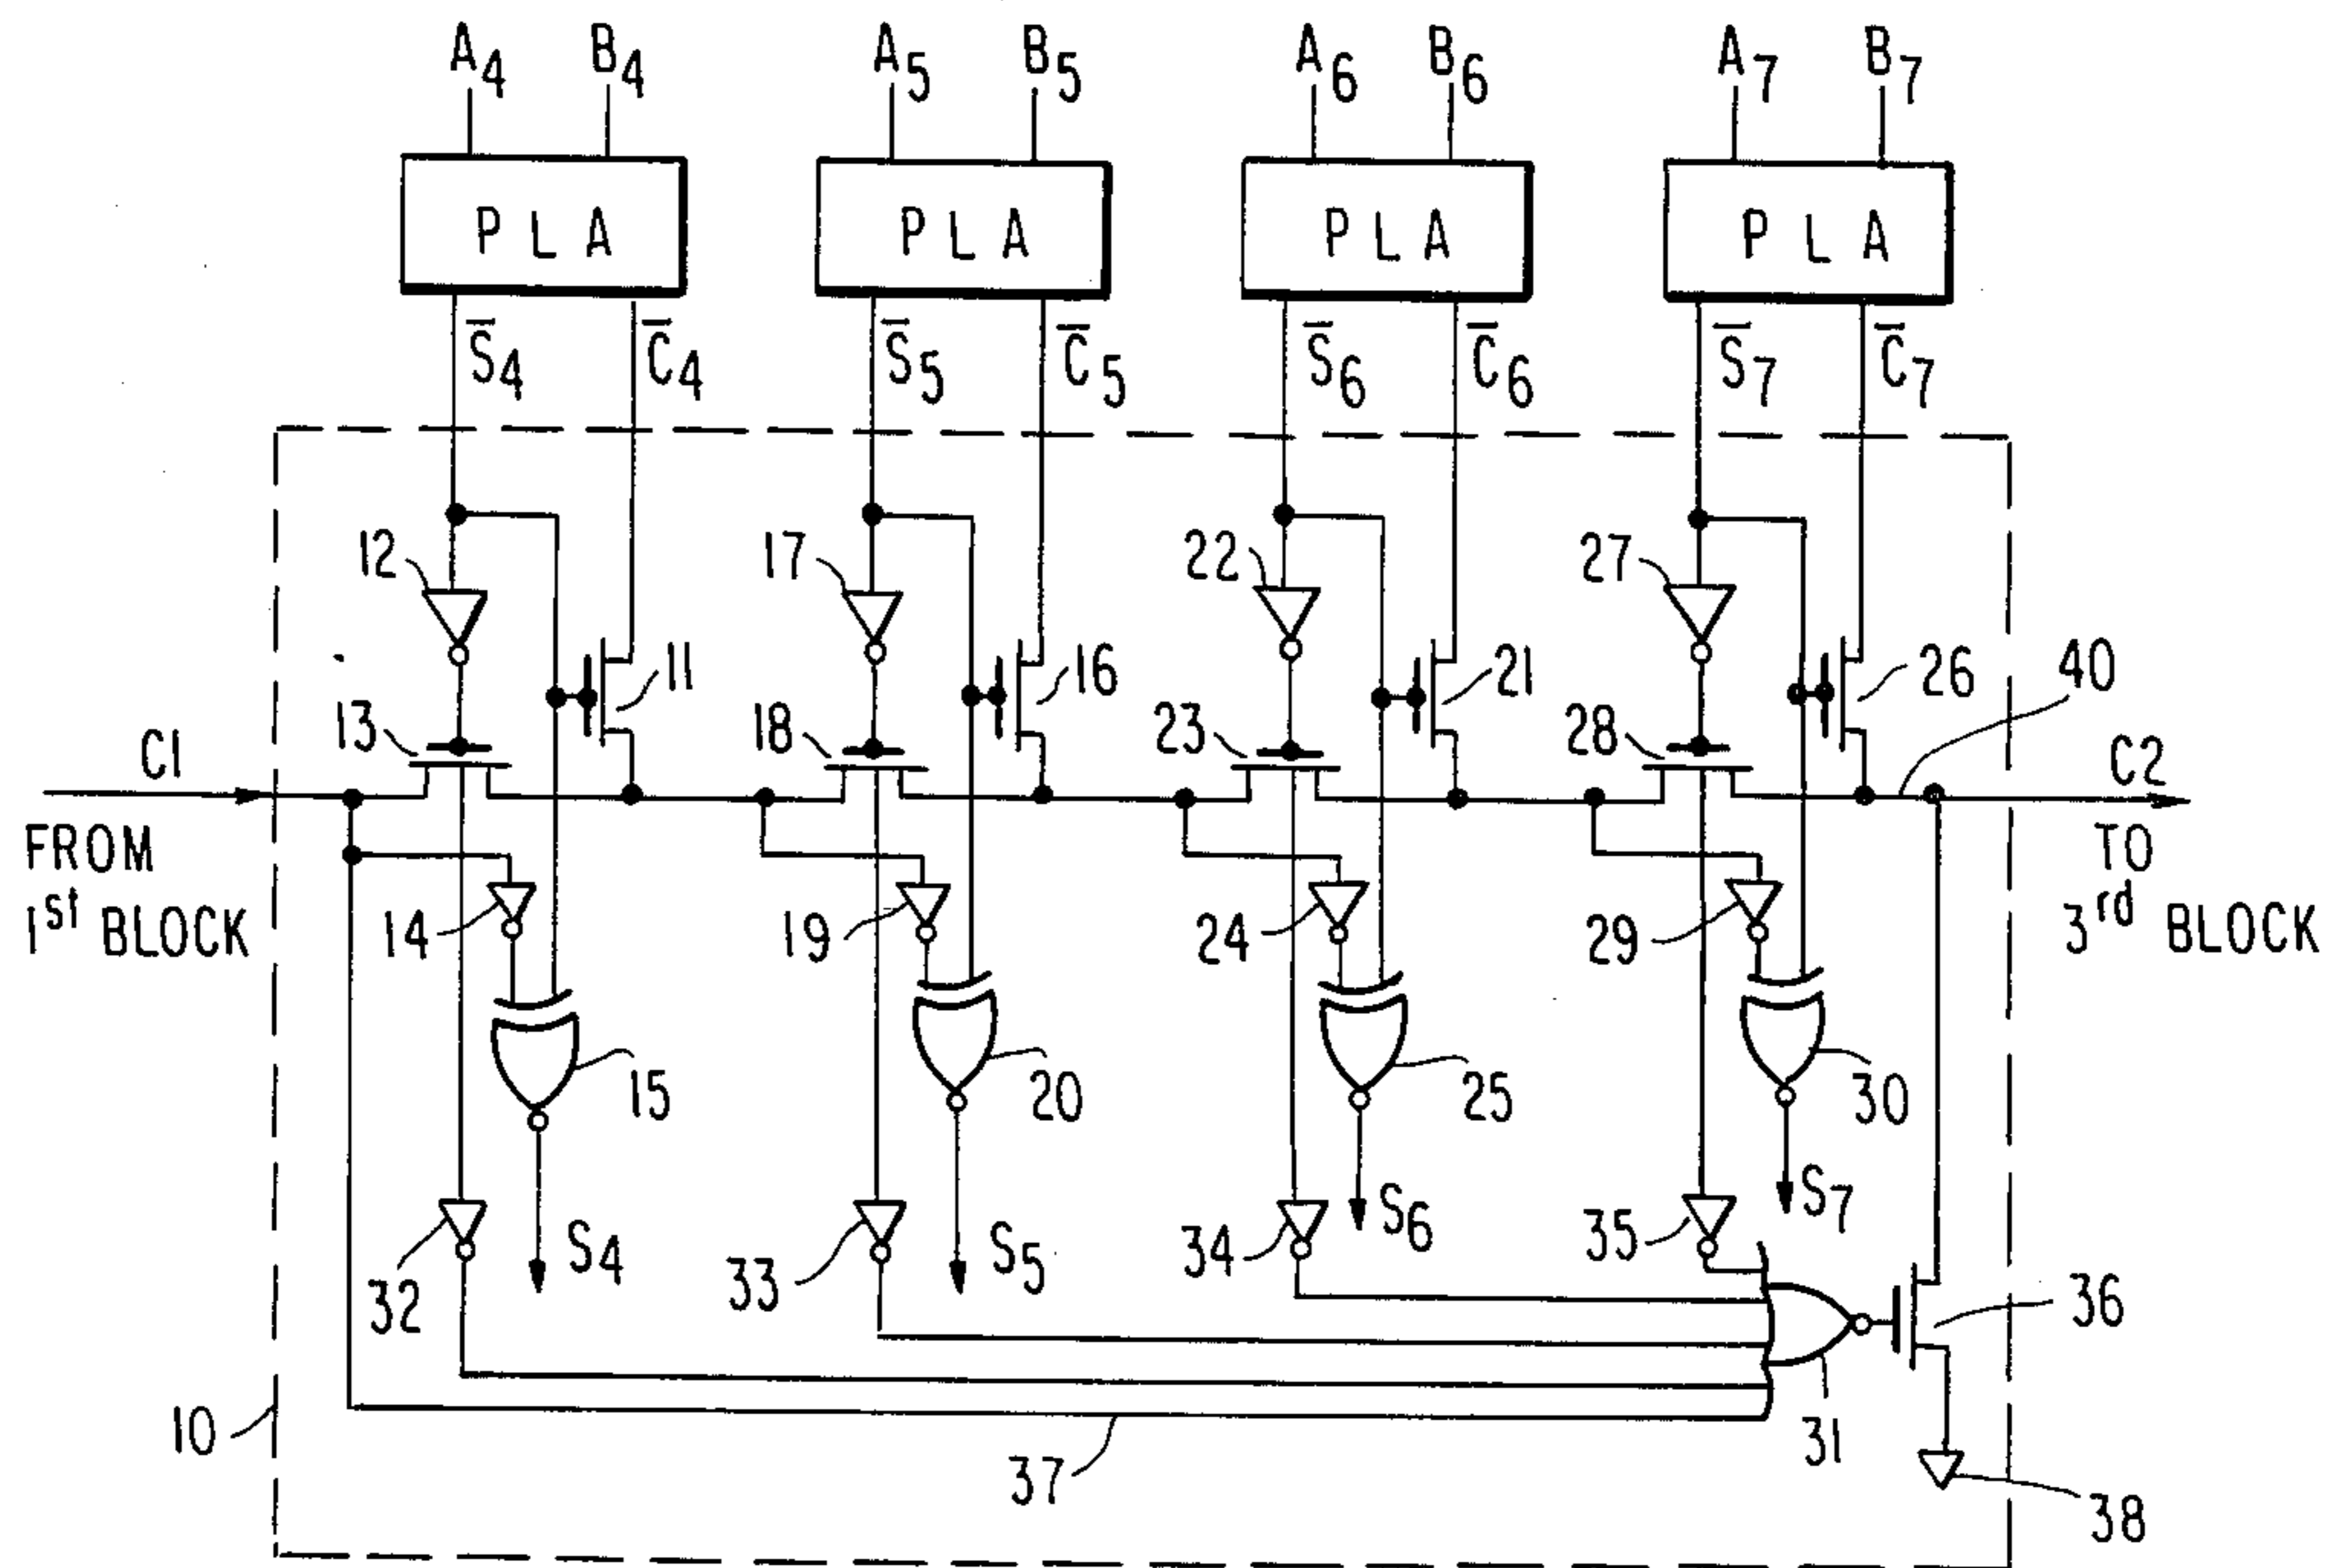 A4 B4 A5 B5 A6 B6 A7 B7
PLA PLA PLA PLA
S̅4 C̅4 S̅5 C̅5 S̅6 C̅6 S̅7 C̅7
12 17 22 27
11 16 21 26 40
13 18 23 28
C1 C2
FROM TO
1st BLOCK 3rd BLOCK
14 19 24 29
15 20 25 30
S4 S5 S6 S7
32 33 34 35
36
10 31
37
38